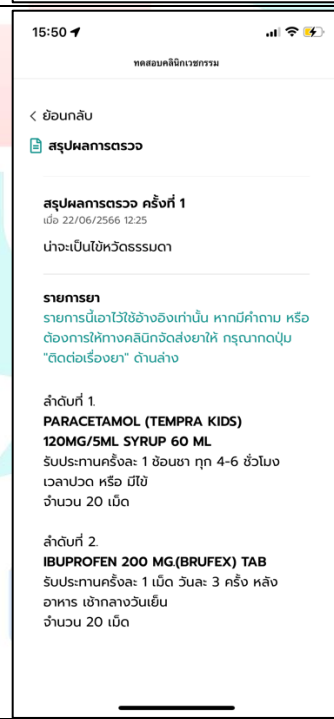 15:50
ทดสอบคลินิกเวชกรรม
< ย้อนกลับ
สรุปผลการตรวจ
สรุปผลการตรวจ ครั้งที่ 1
เมื่อ 22/06/2566 12:25
น่าจะเป็นไข้หวัดธรรมดา
รายการยา
รายการนี้เอาไว้ใช้อ้างอิงเท่านั้น หากมีคำถาม หรือ
ต้องการให้ทางคลินิกจัดส่งยาให้ กรุณากดปุ่ม
"ติดต่อเรื่องยา" ด้านล่าง
ลำดับที่ 1.
PARACETAMOL (TEMPRA KIDS)
120MG/5ML SYRUP 60 ML
รับประทานครั้งละ 1 ช้อนชา ทุก 4-6 ชั่วโมง
เวลาปวด หรือ มีไข้
จำนวน 20 เม็ด
ลำดับที่ 2.
IBUPROFEN 200 MG.(BRUFEX) TAB
รับประทานครั้งละ 1 เม็ด วันละ 3 ครั้ง หลัง
อาหาร เช้ากลางวันเย็น
จำนวน 20 เม็ด